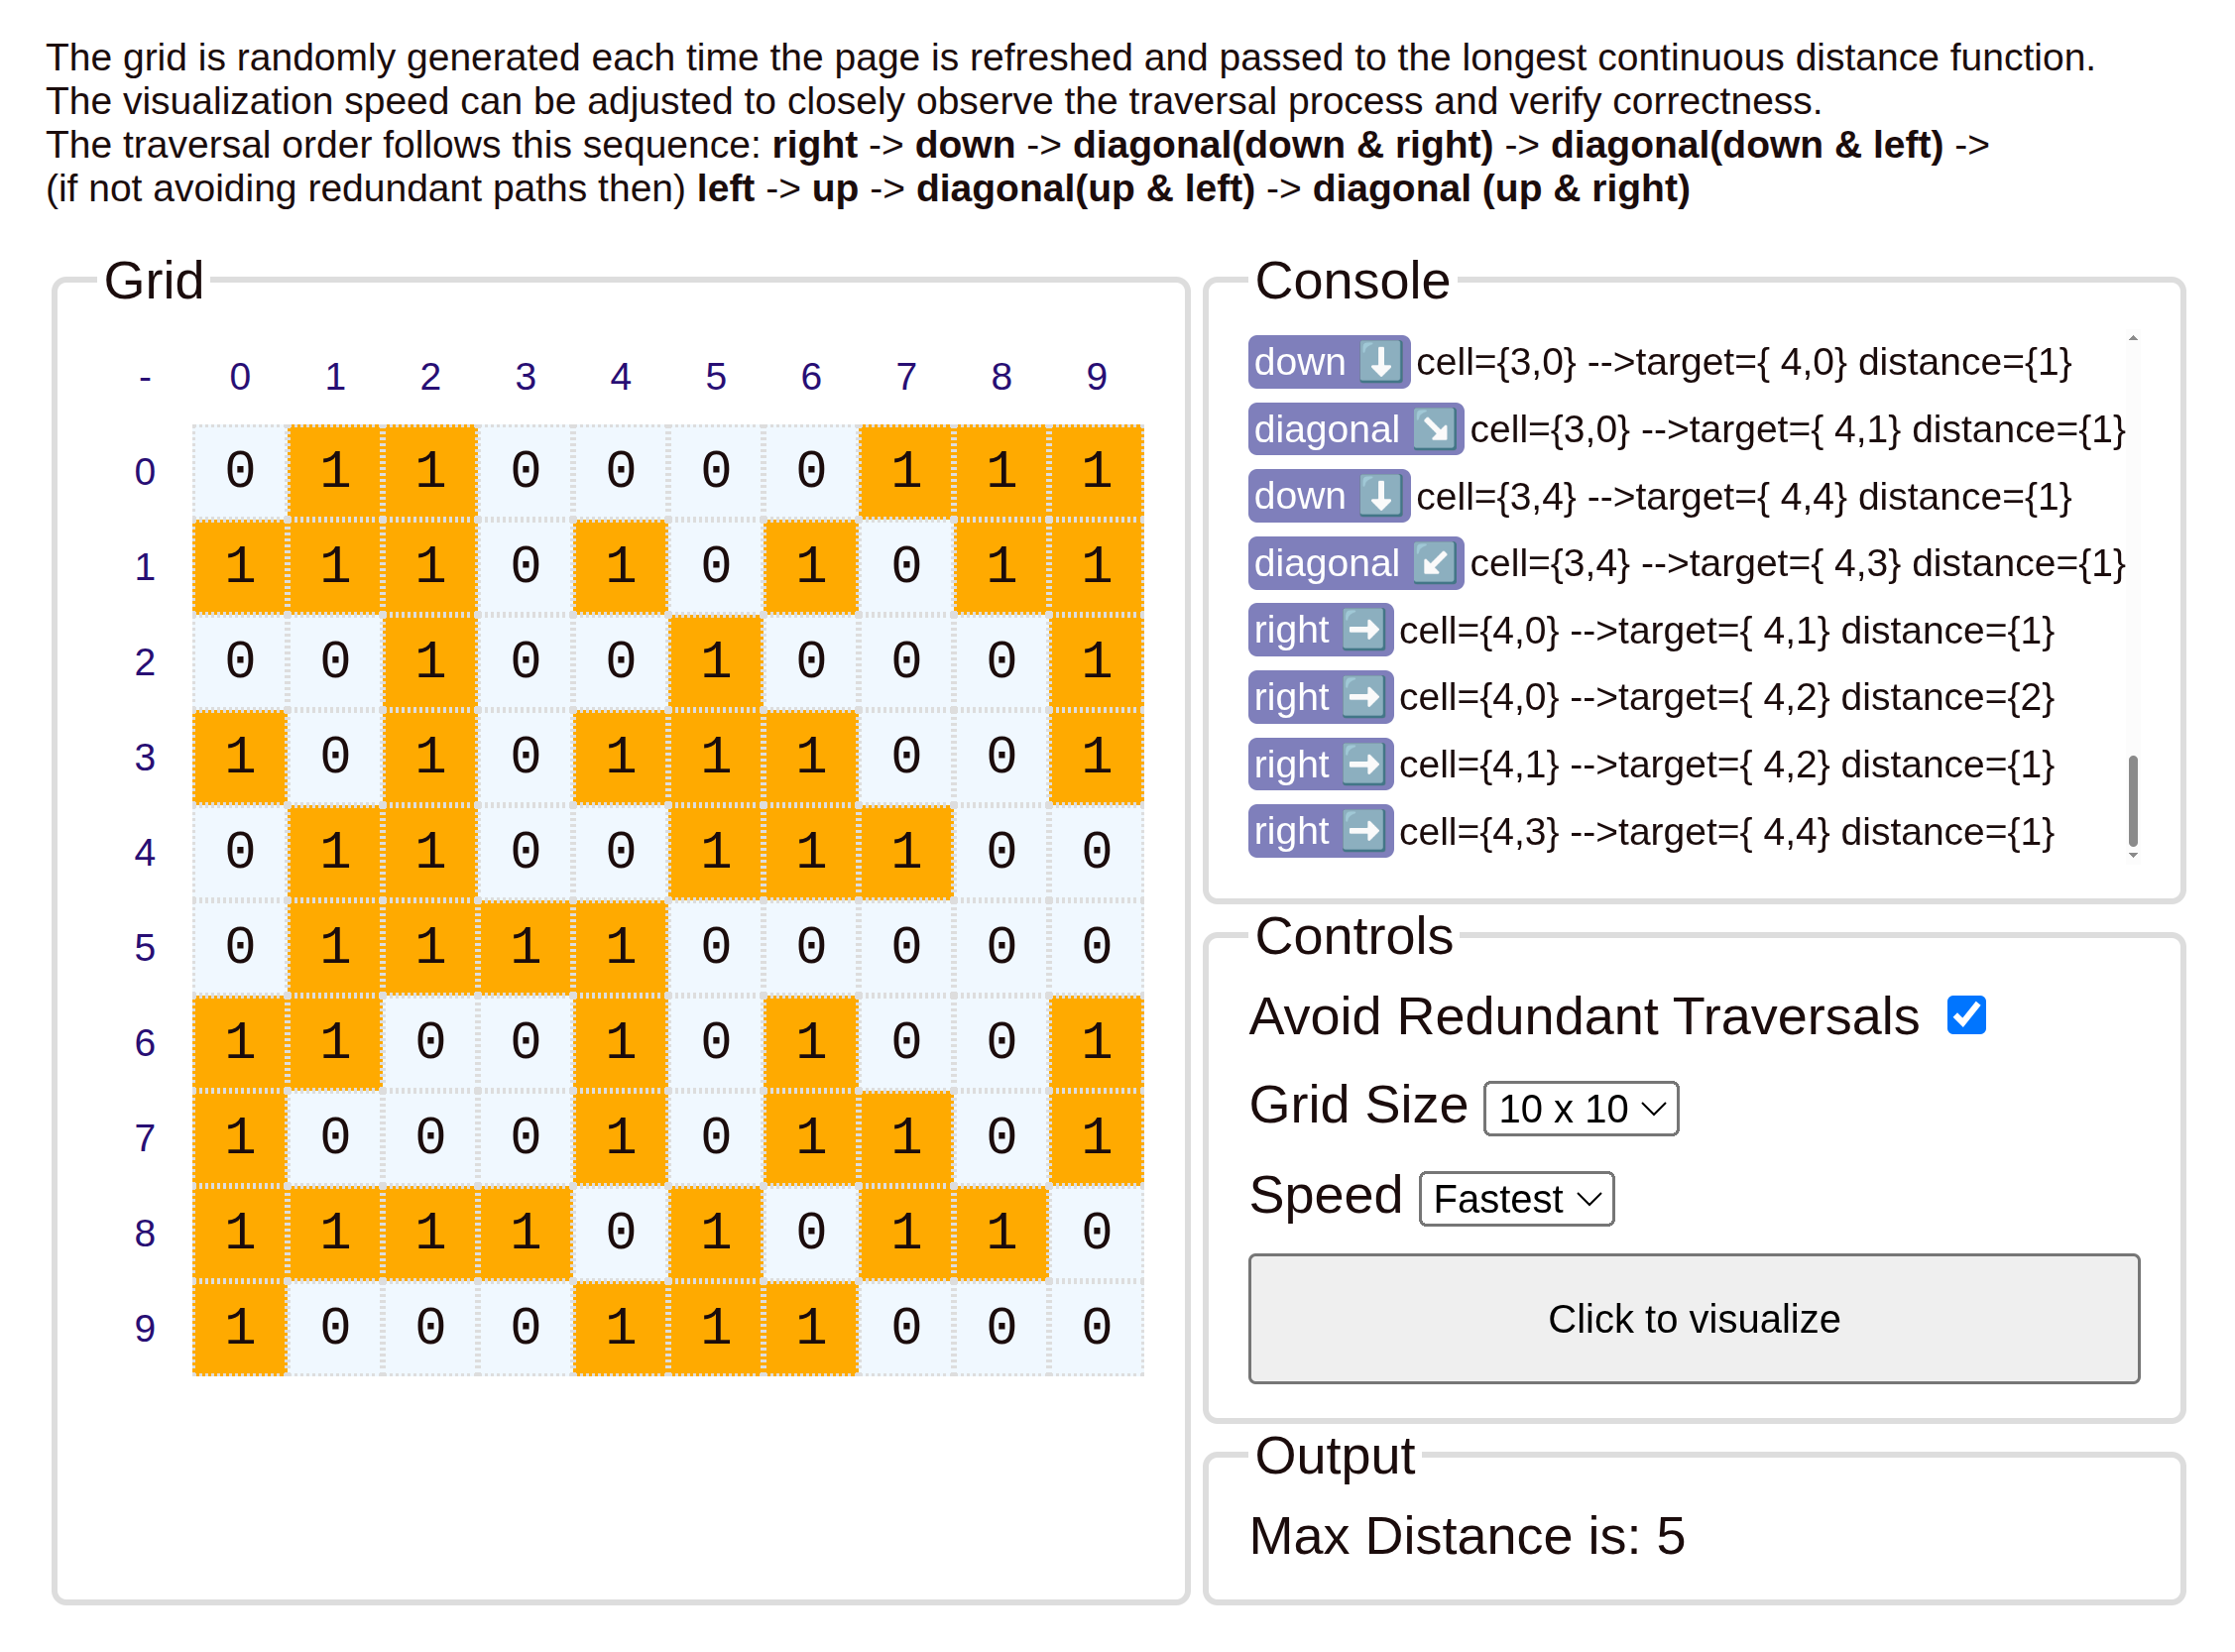 The grid is randomly generated each time the page is refreshed and passed to the longest continuous distance function.
The visualization speed can be adjusted to closely observe the traversal process and verify correctness.
The traversal order follows this sequence: right -> down -> diagonal(down & right) -> diagonal(down & left) ->
(if not avoiding redundant paths then) left -> up -> diagonal(up & left) -> diagonal (up & right)
Grid
- 0 1 2 3 4 5 6 7 8 9
0 0 1 1 0 0 0 0 1 1 1
1 1 1 1 0 1 0 1 0 1 1
2 0 0 1 0 0 1 0 0 0 1
3 1 0 1 0 1 1 1 0 0 1
4 0 1 1 0 0 1 1 1 0 0
5 0 1 1 1 1 0 0 0 0 0
6 1 1 0 0 1 0 1 0 0 1
7 1 0 0 0 1 0 1 1 0 1
8 1 1 1 1 0 1 0 1 1 0
9 1 0 0 0 1 1 1 0 0 0
Console
down ⬇️ cell={3,0} -->target={ 4,0} distance={1}
diagonal ↘️ cell={3,0} -->target={ 4,1} distance={1}
down ⬇️ cell={3,4} -->target={ 4,4} distance={1}
diagonal ↙️ cell={3,4} -->target={ 4,3} distance={1}
right ➡️ cell={4,0} -->target={ 4,1} distance={1}
right ➡️ cell={4,0} -->target={ 4,2} distance={2}
right ➡️ cell={4,1} -->target={ 4,2} distance={1}
right ➡️ cell={4,3} -->target={ 4,4} distance={1}
Controls
Avoid Redundant Traversals
Grid Size 10 x 10
Speed Fastest
Click to visualize
Output
Max Distance is: 5